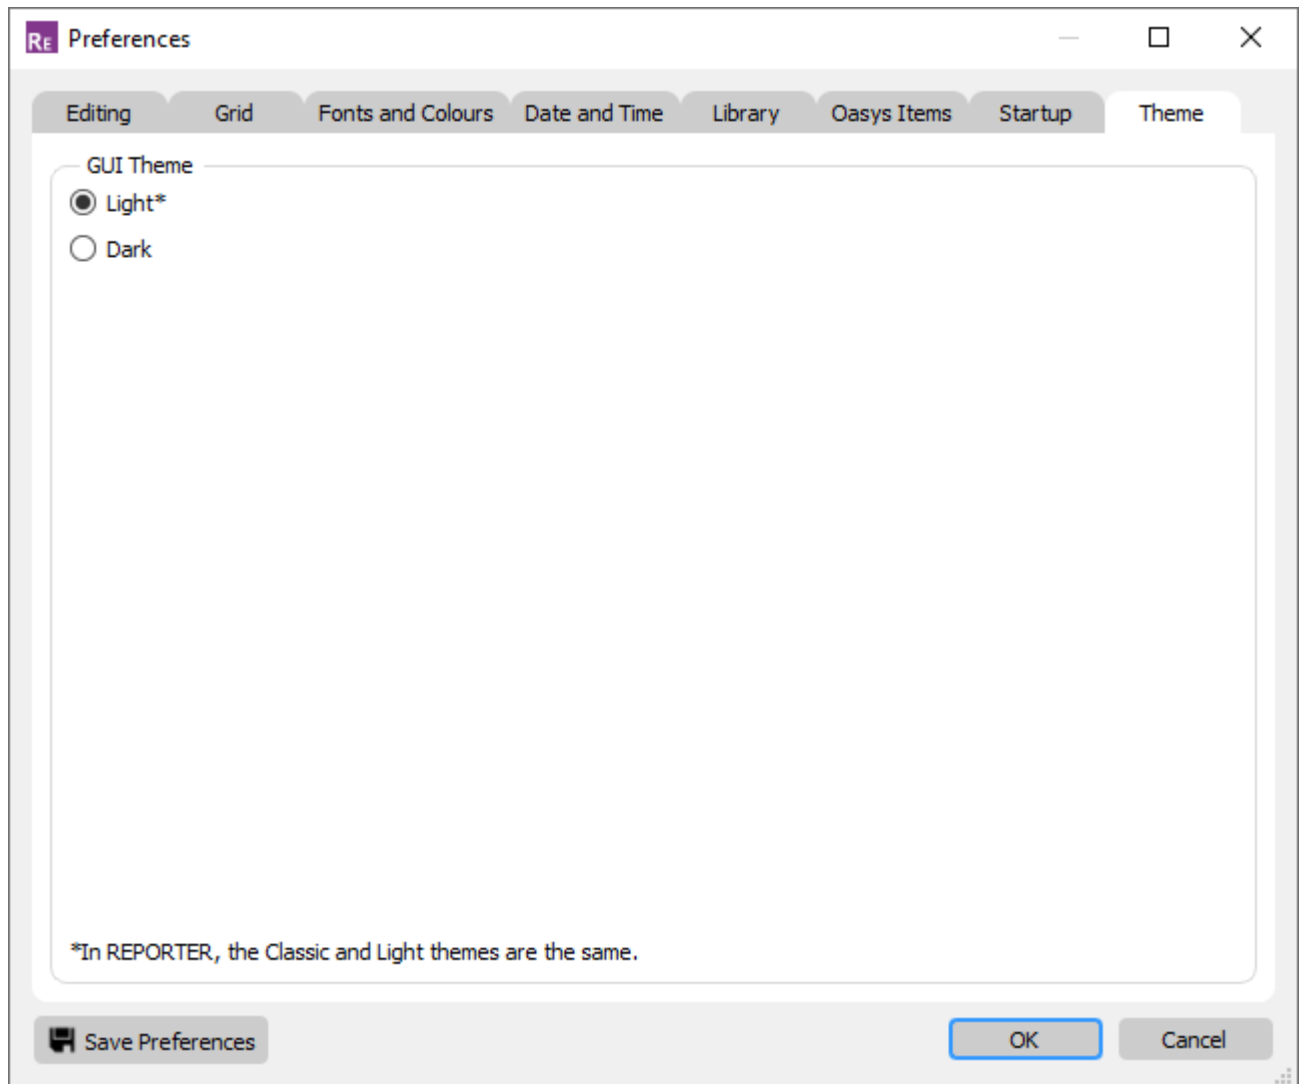 RE Preferences
Editing Grid Fonts and Colours Date and Time Library Oasys Items Startup Theme
GUI Theme
Light*
Dark
*In REPORTER, the Classic and Light themes are the same.
Save Preferences OK Cancel